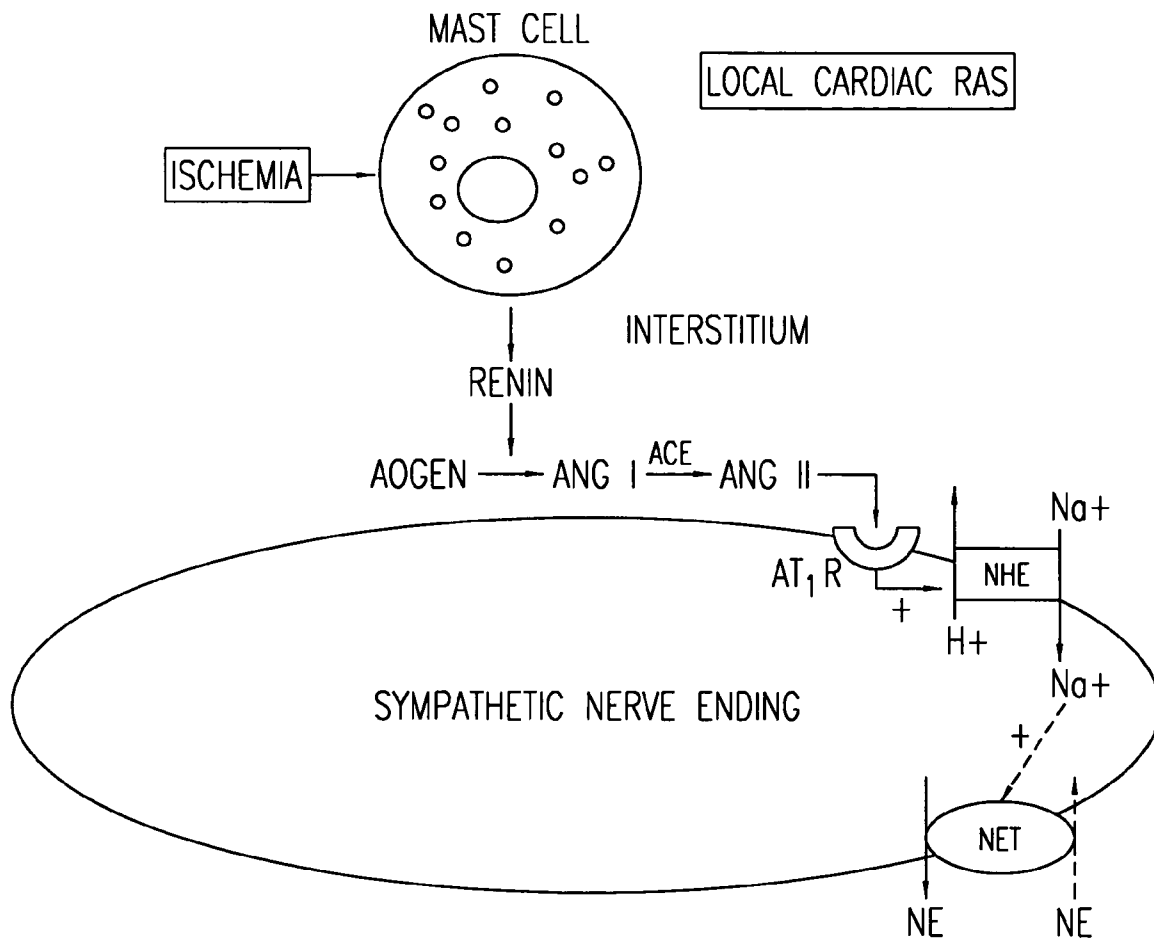 MAST CELL
LOCAL CARDIAC RAS
ISCHEMIA
INTERSTITIUM
RENIN
AOGEN ANG I ACE ANG II
Na+
AT1 R
NHE
+
H+
Na+
SYMPATHETIC NERVE ENDING
+
NET
NE NE